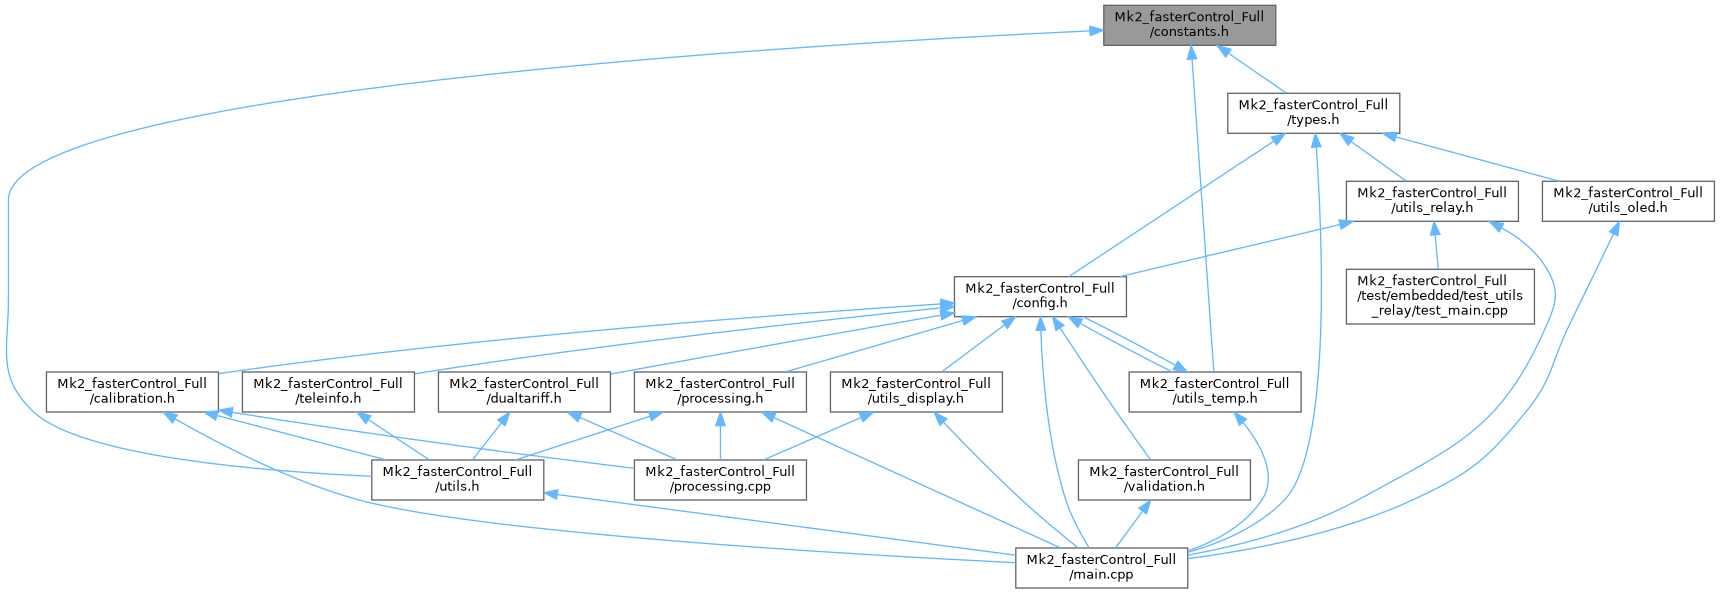 Mk2_fasterControl_Full
/constants.h
Mk2_fasterControl_Full
/types.h
Mk2_fasterControl_Full
/utils_relay.h
Mk2_fasterControl_Full
/utils_oled.h
Mk2_fasterControl_Full
/config.h
Mk2_fasterControl_Full
/test/embedded/test_utils
_relay/test_main.cpp
Mk2_fasterControl_Full
/calibration.h
Mk2_fasterControl_Full
/teleinfo.h
Mk2_fasterControl_Full
/dualtariff.h
Mk2_fasterControl_Full
/processing.h
Mk2_fasterControl_Full
/utils_display.h
Mk2_fasterControl_Full
/utils_temp.h
Mk2_fasterControl_Full
/utils.h
Mk2_fasterControl_Full
/processing.cpp
Mk2_fasterControl_Full
/validation.h
Mk2_fasterControl_Full
/main.cpp